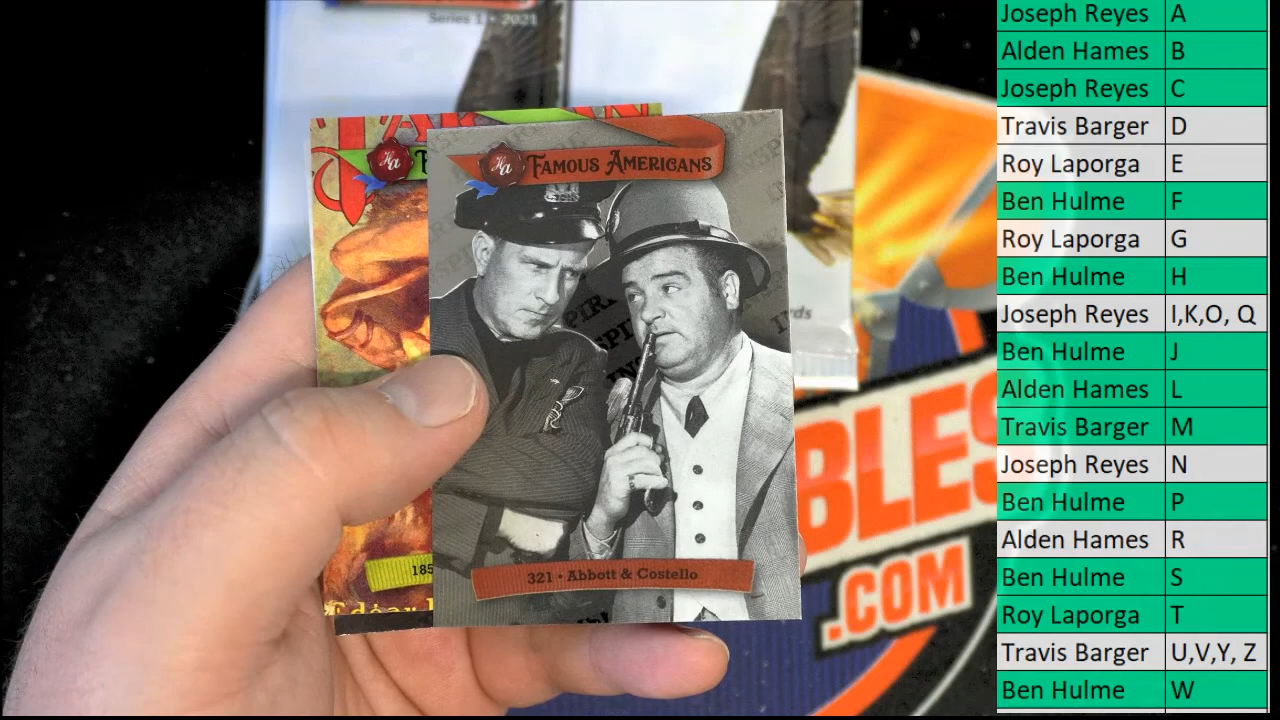 Series 1 • 2021
Ha
FAMOUS AMERICANS
321 • Abbott & Costello
185
BLES
.COM
Joseph Reyes A
Alden Hames B
Joseph Reyes C
Travis Barger D
Roy Laporga E
Ben Hulme F
Roy Laporga G
Ben Hulme H
Joseph Reyes I,K,O, Q
Ben Hulme J
Alden Hames L
Travis Barger M
Joseph Reyes N
Ben Hulme P
Alden Hames R
Ben Hulme S
Roy Laporga T
Travis Barger U,V,Y, Z
Ben Hulme W